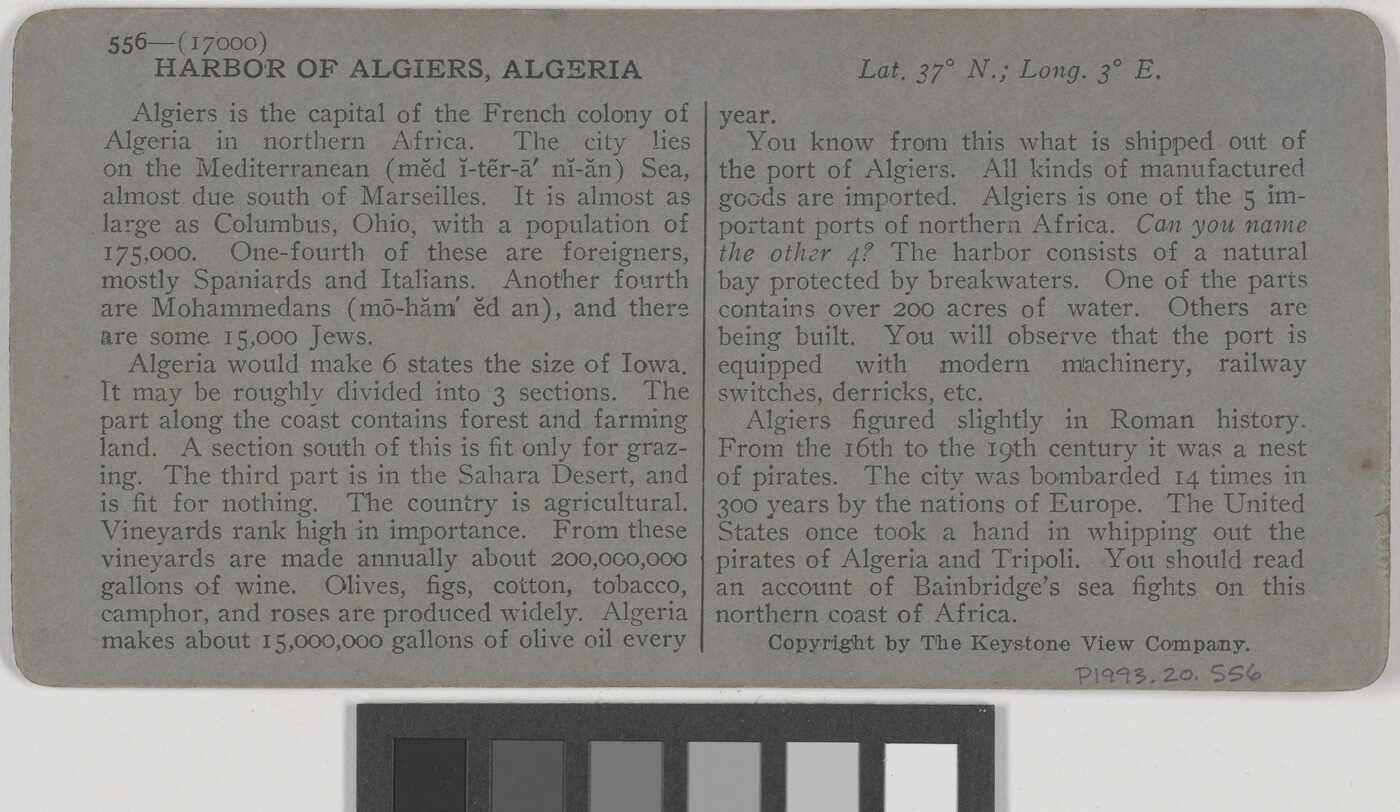 556—(17000)
HARBOR OF ALGIERS, ALGERIA
Lat. 37° N.; Long. 3° E.
Algiers is the capital of the French colony of
Algeria in northern Africa. The city lies
on the Mediterranean (mĕd ĭ-tẽr-ā′ nĭ-ăn) Sea,
almost due south of Marseilles. It is almost as
large as Columbus, Ohio, with a population of
175,000. One-fourth of these are foreigners,
mostly Spaniards and Italians. Another fourth
are Mohammedans (mō-hăm′ ĕd an), and there
are some 15,000 Jews.
Algeria would make 6 states the size of Iowa.
It may be roughly divided into 3 sections. The
part along the coast contains forest and farming
land. A section south of this is fit only for graz-
ing. The third part is in the Sahara Desert, and
is fit for nothing. The country is agricultural.
Vineyards rank high in importance. From these
vineyards are made annually about 200,000,000
gallons of wine. Olives, figs, cotton, tobacco,
camphor, and roses are produced widely. Algeria
makes about 15,000,000 gallons of olive oil every
year.
You know from this what is shipped out of
the port of Algiers. All kinds of manufactured
goods are imported. Algiers is one of the 5 im-
portant ports of northern Africa. Can you name
the other 4? The harbor consists of a natural
bay protected by breakwaters. One of the parts
contains over 200 acres of water. Others are
being built. You will observe that the port is
equipped with modern machinery, railway
switches, derricks, etc.
Algiers figured slightly in Roman history.
From the 16th to the 19th century it was a nest
of pirates. The city was bombarded 14 times in
300 years by the nations of Europe. The United
States once took a hand in whipping out the
pirates of Algeria and Tripoli. You should read
an account of Bainbridge's sea fights on this
northern coast of Africa.
Copyright by The Keystone View Company.
P1993.20.556